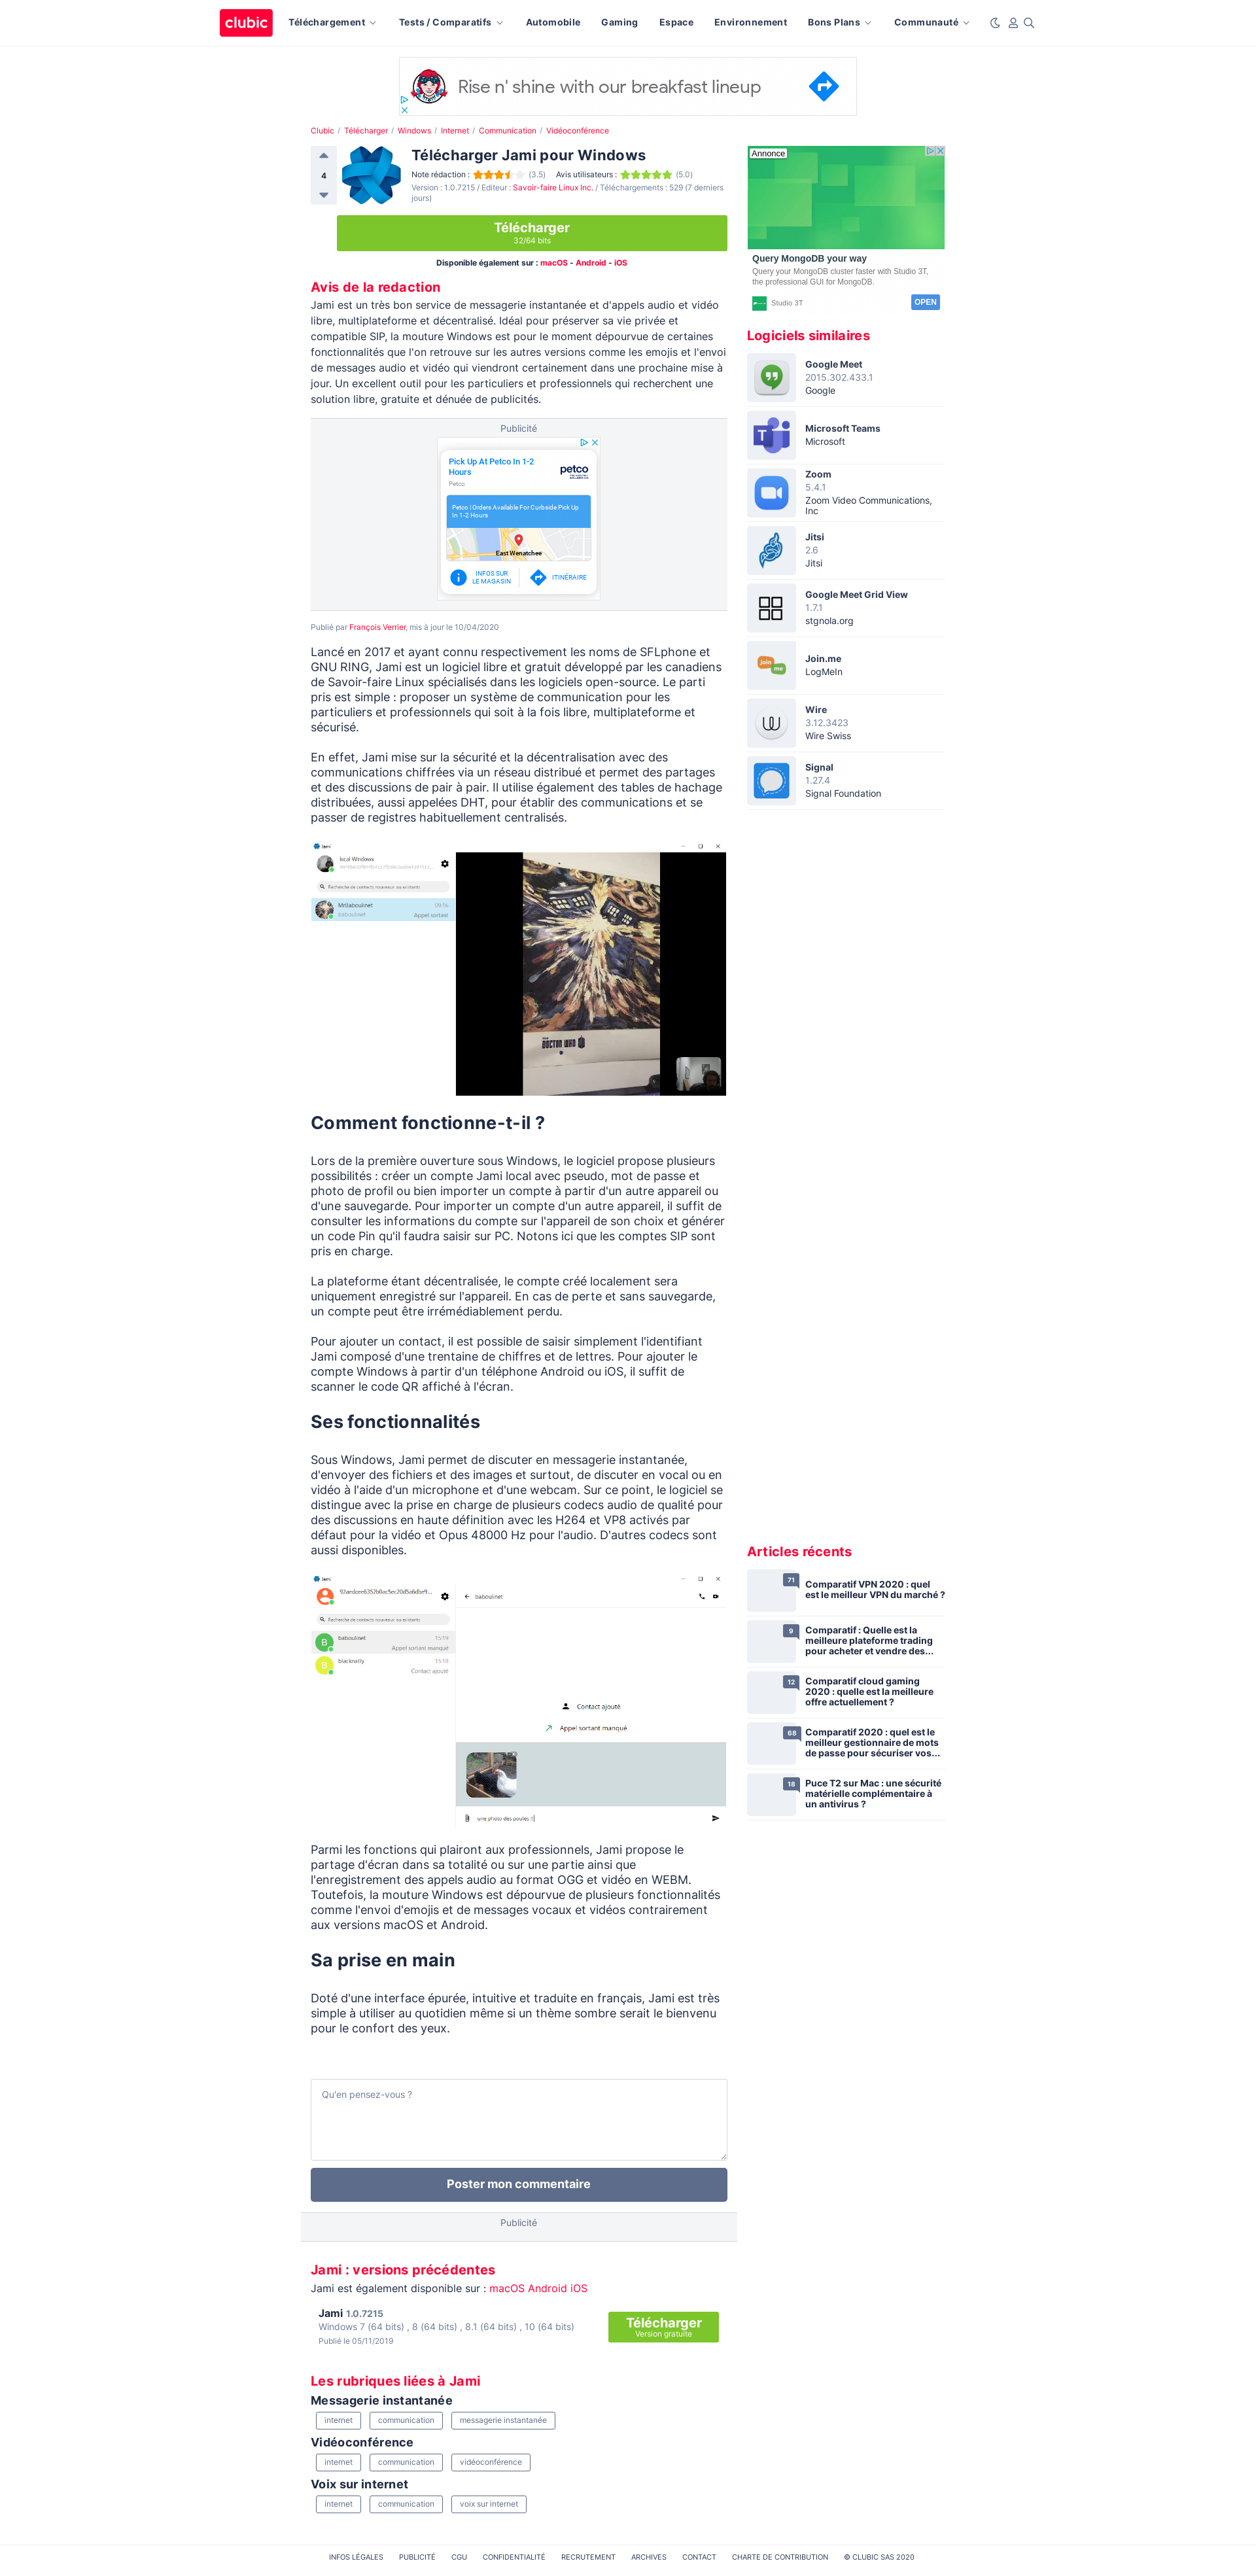 clubic
Téléchargement
Tests / Comparatifs
Automobile
Gaming
Espace
Environnement
Bons Plans
Communauté
Rise n' shine with our breakfast lineup
Clubic / Télécharger / Windows / Internet / Communication / Vidéoconférence
4
Télécharger Jami pour Windows
Note rédaction : (3.5) Avis utilisateurs : (5.0)
Version : 1.0.7215 / Editeur : Savoir-faire Linux Inc. / Téléchargements : 529 (7 derniers
jours)
Télécharger
32/64 bits
Disponible également sur : macOS - Android - iOS
Avis de la redaction
Jami est un très bon service de messagerie instantanée et d'appels audio et vidéo
libre, multiplateforme et décentralisé. Idéal pour préserver sa vie privée et
compatible SIP, la mouture Windows est pour le moment dépourvue de certaines
fonctionnalités que l'on retrouve sur les autres versions comme les emojis et l'envoi
de messages audio et vidéo qui viendront certainement dans une prochaine mise à
jour. Un excellent outil pour les particuliers et professionnels qui recherchent une
solution libre, gratuite et dénuée de publicités.
Publicité
Pick Up At Petco In 1-2
Hours
Petco
petco
Petco | Orders Available For Curbside Pick Up
In 1-2 Hours
East Wenatchee
INFOS SUR
LE MAGASIN
ITINÉRAIRE
Publié par François Verrier, mis à jour le 10/04/2020
Lancé en 2017 et ayant connu respectivement les noms de SFLphone et
GNU RING, Jami est un logiciel libre et gratuit développé par les canadiens
de Savoir-faire Linux spécialisés dans les logiciels open-source. Le parti
pris est simple : proposer un système de communication pour les
particuliers et professionnels qui soit à la fois libre, multiplateforme et
sécurisé.
En effet, Jami mise sur la sécurité et la décentralisation avec des
communications chiffrées via un réseau distribué et permet des partages
et des discussions de pair à pair. Il utilise également des tables de hachage
distribuées, aussi appelées DHT, pour établir des communications et se
passer de registres habituellement centralisés.
Jami
local Windows
Recherche de contacts nouveaux ou existants
MrBaboulinet
09:16
baboulinet
Appel sortant
DOCTOR WHO
Comment fonctionne-t-il ?
Lors de la première ouverture sous Windows, le logiciel propose plusieurs
possibilités : créer un compte Jami local avec pseudo, mot de passe et
photo de profil ou bien importer un compte à partir d'un autre appareil ou
d'une sauvegarde. Pour importer un compte d'un autre appareil, il suffit de
consulter les informations du compte sur l'appareil de son choix et générer
un code Pin qu'il faudra saisir sur PC. Notons ici que les comptes SIP sont
pris en charge.
La plateforme étant décentralisée, le compte créé localement sera
uniquement enregistré sur l'appareil. En cas de perte et sans sauvegarde,
un compte peut être irrémédiablement perdu.
Pour ajouter un contact, il est possible de saisir simplement l'identifiant
Jami composé d'une trentaine de chiffres et de lettres. Pour ajouter le
compte Windows à partir d'un téléphone Android ou iOS, il suffit de
scanner le code QR affiché à l'écran.
Ses fonctionnalités
Sous Windows, Jami permet de discuter en messagerie instantanée,
d'envoyer des fichiers et des images et surtout, de discuter en vocal ou en
vidéo à l'aide d'un microphone et d'une webcam. Sur ce point, le logiciel se
distingue avec la prise en charge de plusieurs codecs audio de qualité pour
des discussions en haute définition avec les H264 et VP8 activés par
défaut pour la vidéo et Opus 48000 Hz pour l'audio. D'autres codecs sont
aussi disponibles.
Jami
92aedcee6352b0ac5ec20d5a6dbe9...
baboulinet
Recherche de contacts nouveaux ou existants
B
baboulinet
15:19
Appel sortant manqué
B
blacknally
15:18
Contact ajouté
Contact ajouté
Appel sortant manqué
une photo des poules !!
Parmi les fonctions qui plairont aux professionnels, Jami propose le
partage d'écran dans sa totalité ou sur une partie ainsi que
l'enregistrement des appels audio au format OGG et vidéo en WEBM.
Toutefois, la mouture Windows est dépourvue de plusieurs fonctionnalités
comme l'envoi d'emojis et de messages vocaux et vidéos contrairement
aux versions macOS et Android.
Sa prise en main
Doté d'une interface épurée, intuitive et traduite en français, Jami est très
simple à utiliser au quotidien même si un thème sombre serait le bienvenu
pour le confort des yeux.
Qu'en pensez-vous ?
Poster mon commentaire
Publicité
Jami : versions précédentes
Jami est également disponible sur : macOS Android iOS
Jami 1.0.7215
Windows 7 (64 bits) , 8 (64 bits) , 8.1 (64 bits) , 10 (64 bits)
Publié le 05/11/2019
Télécharger
Version gratuite
Les rubriques liées à Jami
Messagerie instantanée
internet
communication
messagerie instantanée
Vidéoconférence
internet
communication
vidéoconférence
Voix sur internet
internet
communication
voix sur internet
Annonce
Query MongoDB your way
Query your MongoDB cluster faster with Studio 3T,
the professional GUI for MongoDB.
Studio 3T
OPEN
Logiciels similaires
Google Meet
2015.302.433.1
Google
Microsoft Teams
Microsoft
Zoom
5.4.1
Zoom Video Communications,
Inc
Jitsi
2.6
Jitsi
Google Meet Grid View
1.7.1
stgnola.org
join
me
Join.me
LogMeIn
Wire
3.12.3423
Wire Swiss
Signal
1.27.4
Signal Foundation
Articles récents
71
Comparatif VPN 2020 : quel
est le meilleur VPN du marché ?
9
Comparatif : Quelle est la
meilleure plateforme trading
pour acheter et vendre des...
12
Comparatif cloud gaming
2020 : quelle est la meilleure
offre actuellement ?
68
Comparatif 2020 : quel est le
meilleur gestionnaire de mots
de passe pour sécuriser vos...
18
Puce T2 sur Mac : une sécurité
matérielle complémentaire à
un antivirus ?
INFOS LÉGALES
PUBLICITÉ
CGU
CONFIDENTIALITÉ
RECRUTEMENT
ARCHIVES
CONTACT
CHARTE DE CONTRIBUTION
© CLUBIC SAS 2020